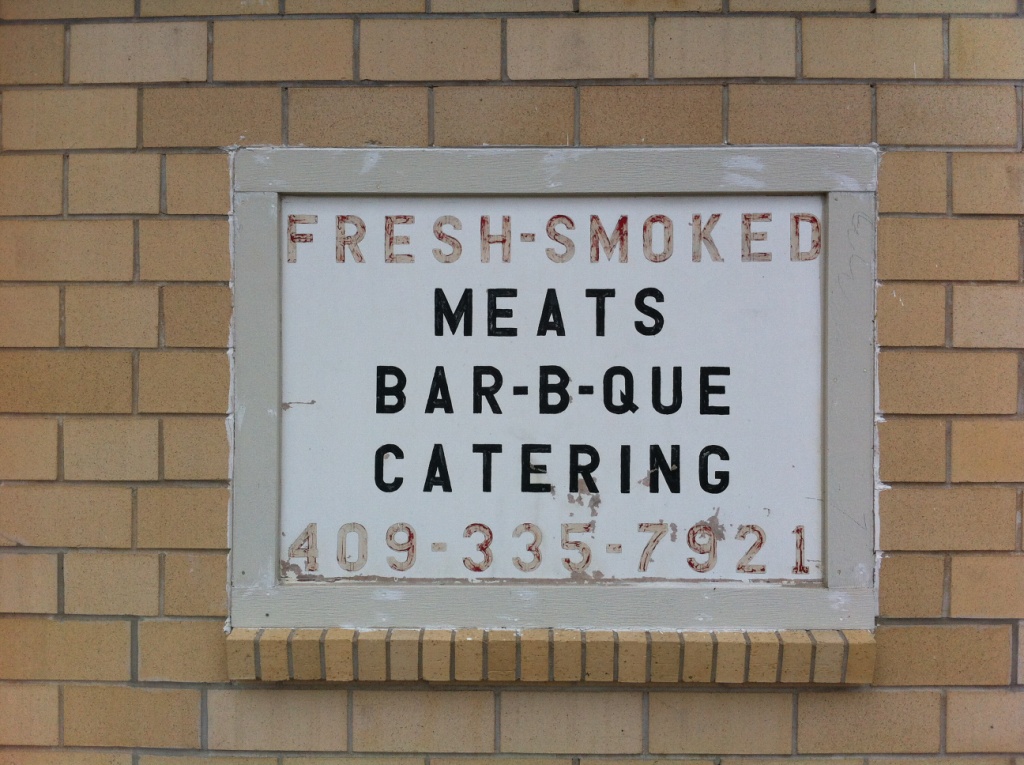 FRESH-SMOKED
MEATS
BAR-B-QUE
CATERING
409-335-7921